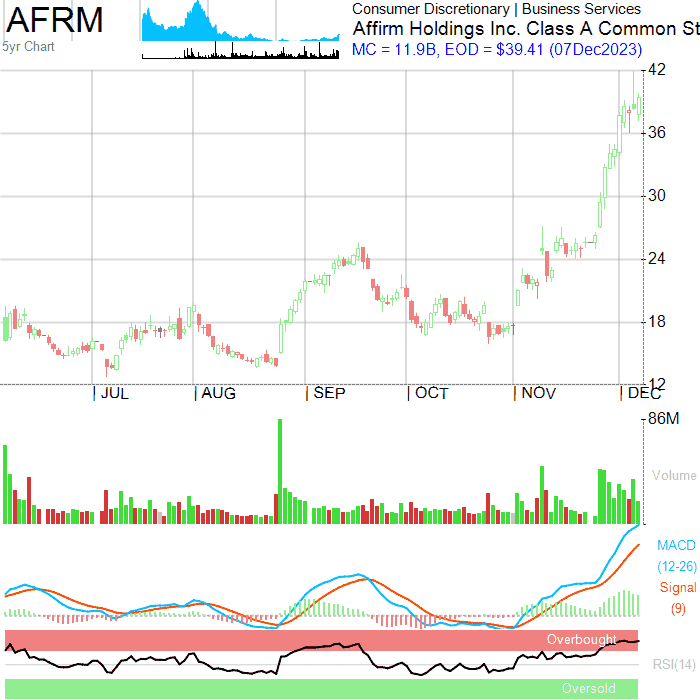 AFRM
5yr Chart
Consumer Discretionary | Business Services
Affirm Holdings Inc. Class A Common St
MC = 11.9B, EOD = $39.41 (07Dec2023)
42
36
30
24
18
12
JUL AUG SEP OCT NOV DEC
86M
Volume
MACD
(12-26)
Signal
(9)
Overbought
RSI(14)
Oversold